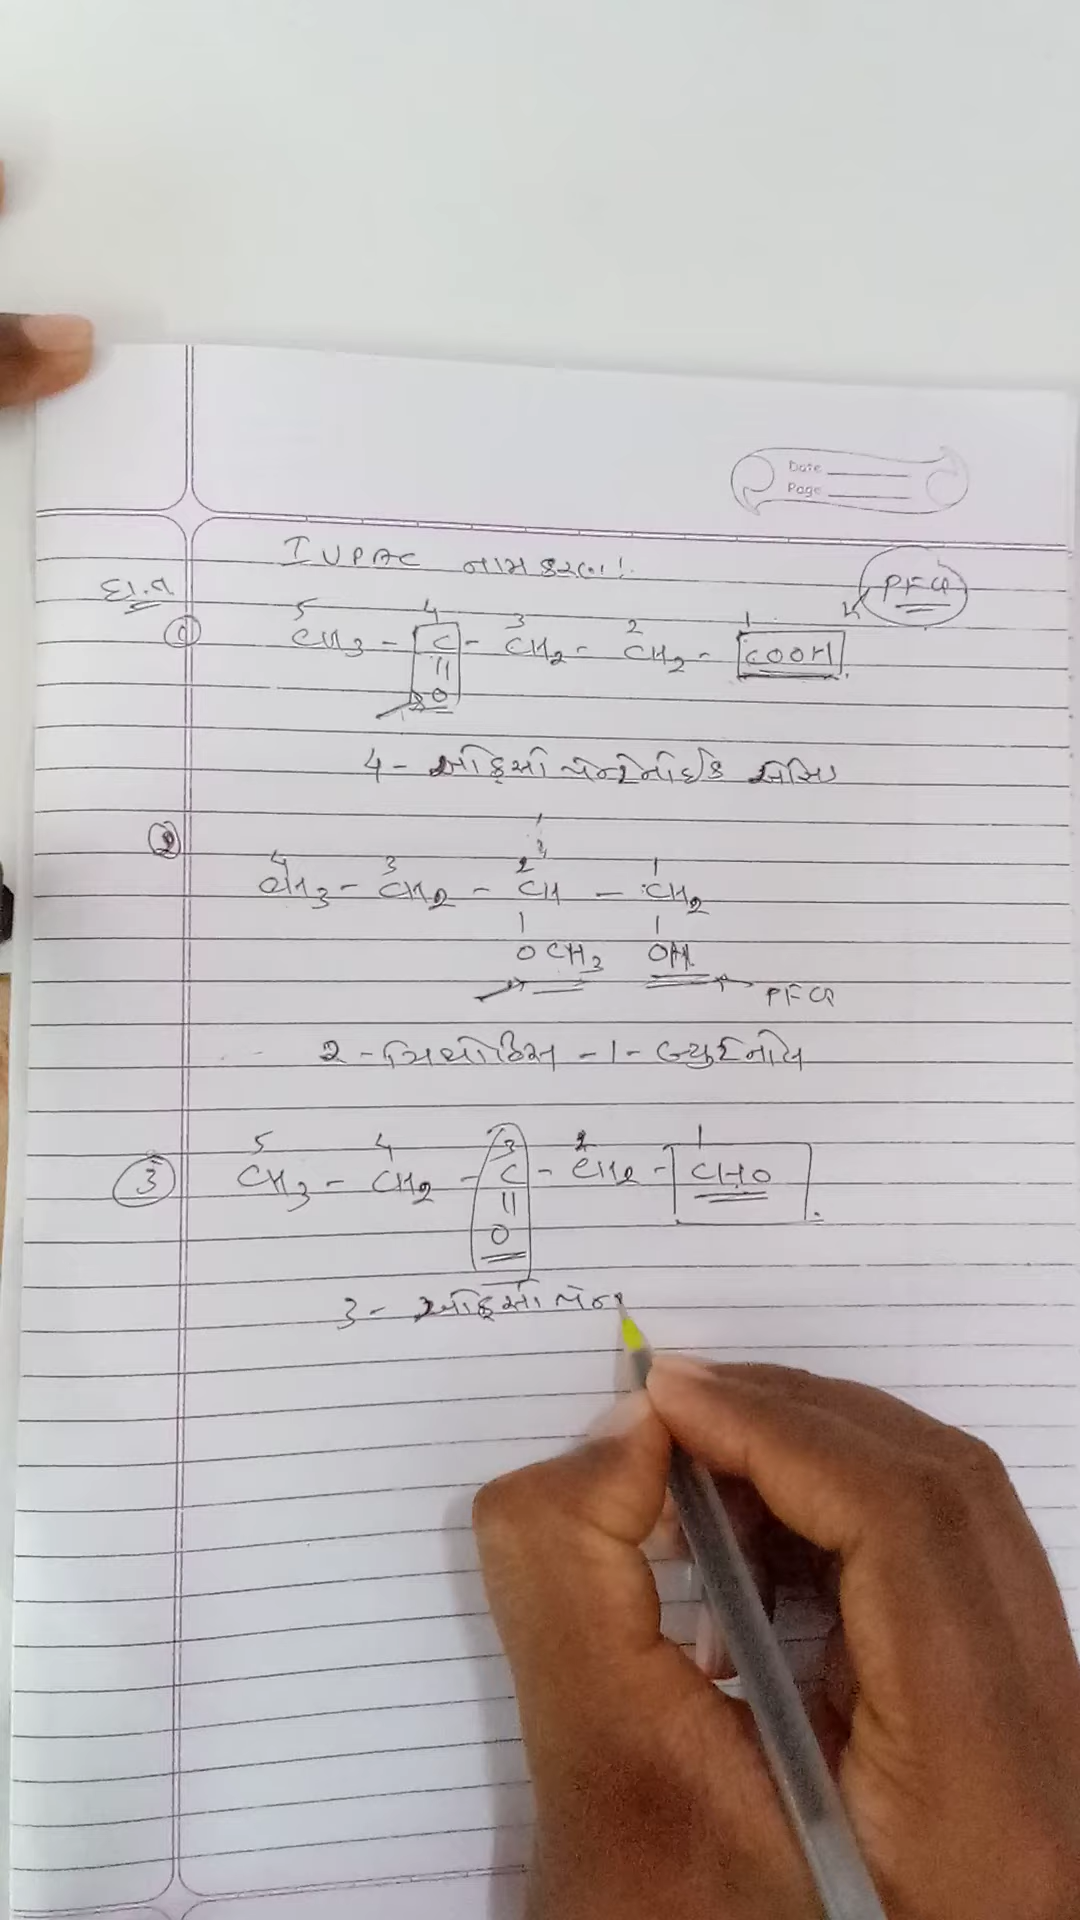 Date
Page
IUPAC નામકરણ!
PFG
દા.ત
① 5 4 3 2 1
CH3 - C - CH2 - CH2 - COOH
||
O
4 - ઓક્સો પેન્ટેનોઈક એસિડ
② 4 3 2 1
CH3 - CH2 - CH - CH2
| |
OCH3 OH
PFG
2 - મિથોક્સિ - 1 - બ્યુટેનોલ
③ 5 4 3 2 1
CH3 - CH2 - C - CH2 - CHO
||
O
3 - ઓક્સો પેન્